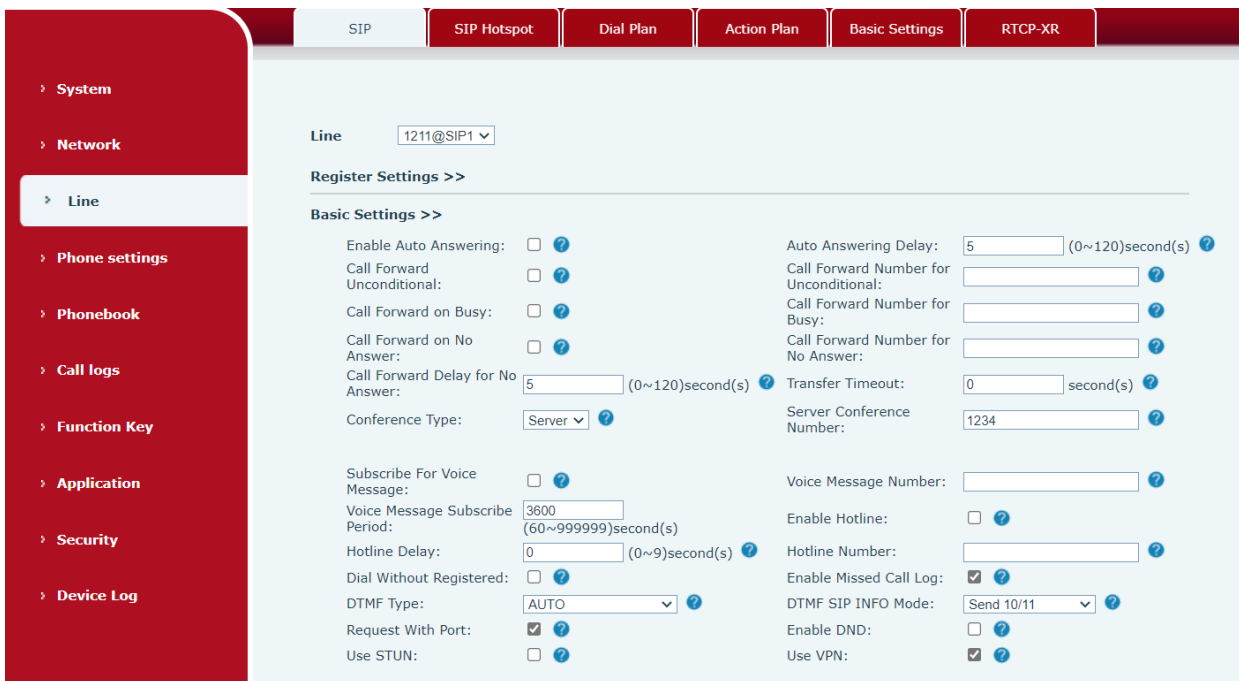 SIP SIP Hotspot Dial Plan Action Plan Basic Settings RTCP-XR
System
Network
Line
Phone settings
Phonebook
Call logs
Function Key
Application
Security
Device Log
Line 1211@SIP1
Register Settings >>
Basic Settings >>
Enable Auto Answering: ? Auto Answering Delay: 5 (0~120)second(s) ?
Call Forward Unconditional: ? Call Forward Number for Unconditional: ?
Call Forward on Busy: ? Call Forward Number for Busy: ?
Call Forward on No Answer: ? Call Forward Number for No Answer: ?
Call Forward Delay for No Answer: 5 (0~120)second(s) ? Transfer Timeout: 0 second(s) ?
Conference Type: Server ? Server Conference Number: 1234 ?
Subscribe For Voice Message: ? Voice Message Number: ?
Voice Message Subscribe Period: 3600 (60~999999)second(s) Enable Hotline: ?
Hotline Delay: 0 (0~9)second(s) ? Hotline Number: ?
Dial Without Registered: ? Enable Missed Call Log: ?
DTMF Type: AUTO ? DTMF SIP INFO Mode: Send 10/11 ?
Request With Port: ? Enable DND: ?
Use STUN: ? Use VPN: ?